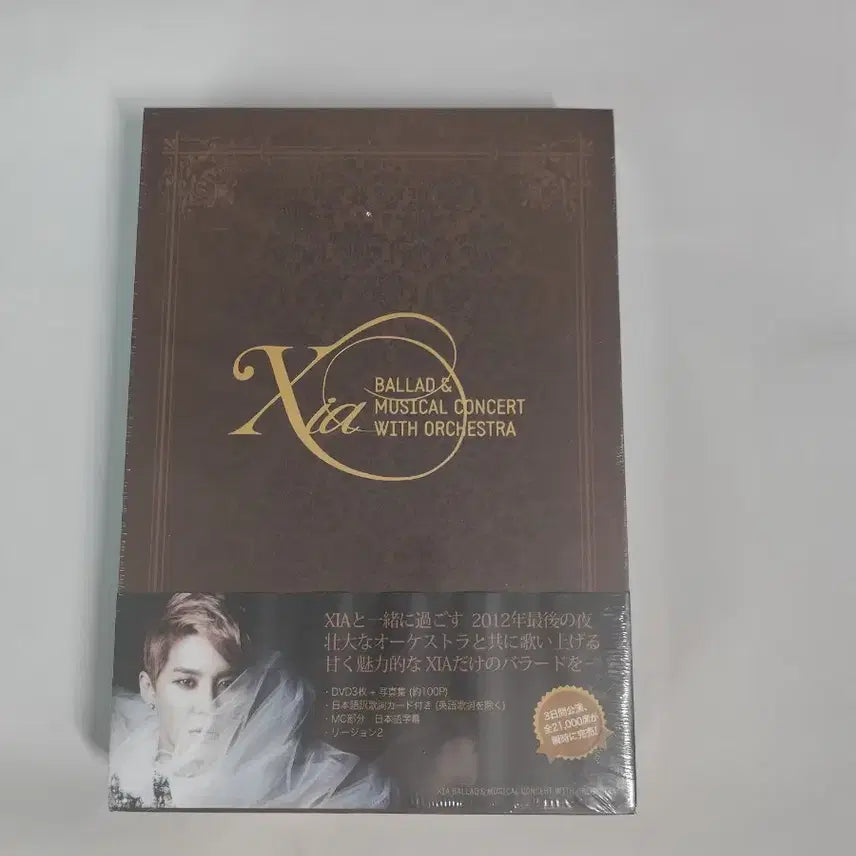 Xia
BALLAD &
MUSICAL CONCERT
WITH ORCHESTRA
XIAと一緒に過ごす 2012年最後の夜
壮大なオーケストラと共に歌い上げる
甘く魅力的な XIAだけのバラードを
・DVD3枚 + 写真集 (約100P)
・日本語訳歌詞カード付き (英語歌詞を除く)
・MC部分 日本語字幕
・リージョン2
3日間公演、
全21,000席が
瞬時に完売!
XIA BALLAD & MUSICAL CONCERT WITH ORCHESTRA